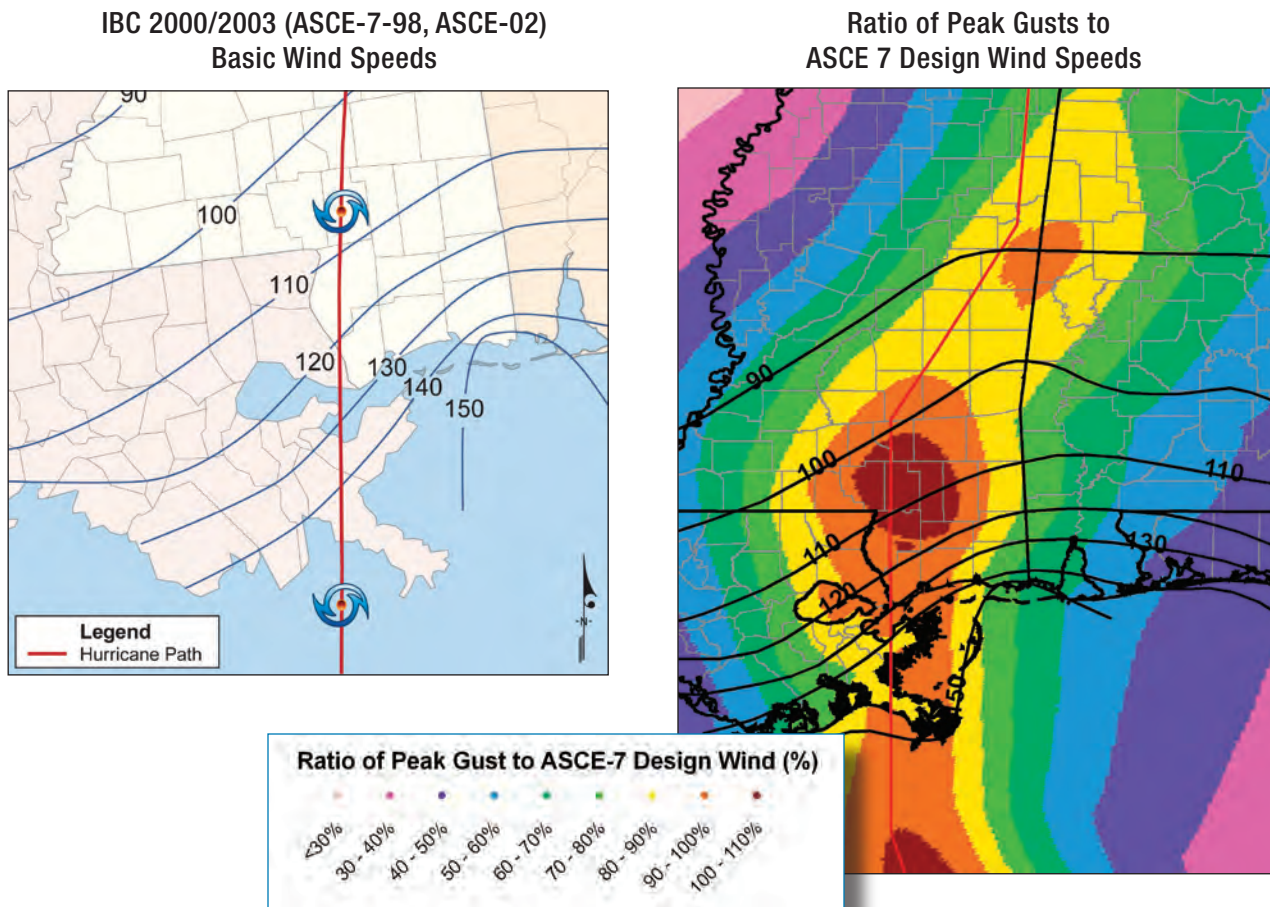 IBC 2000/2003 (ASCE-7-98, ASCE-02)
Basic Wind Speeds
90
100
110
120
130
140
150
Legend
Hurricane Path
-N-
Ratio of Peak Gusts to
ASCE 7 Design Wind Speeds
90
100
110
110
120
130
150
Ratio of Peak Gust to ASCE-7 Design Wind (%)
<30%
30 - 40%
40 - 50%
50 - 60%
60 - 70%
70 - 80%
80 - 90%
90 - 100%
100 - 110%